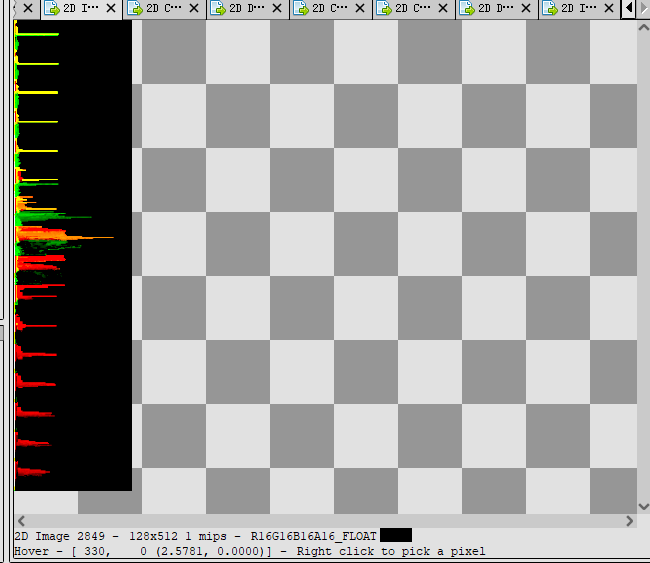 2D I··· 2D C··· 2D D··· 2D C··· 2D C··· 2D D··· 2D I···
2D Image 2849 - 128x512 1 mips - R16G16B16A16_FLOAT
Hover - [ 330,    0 (2.5781, 0.0000)] - Right click to pick a pixel